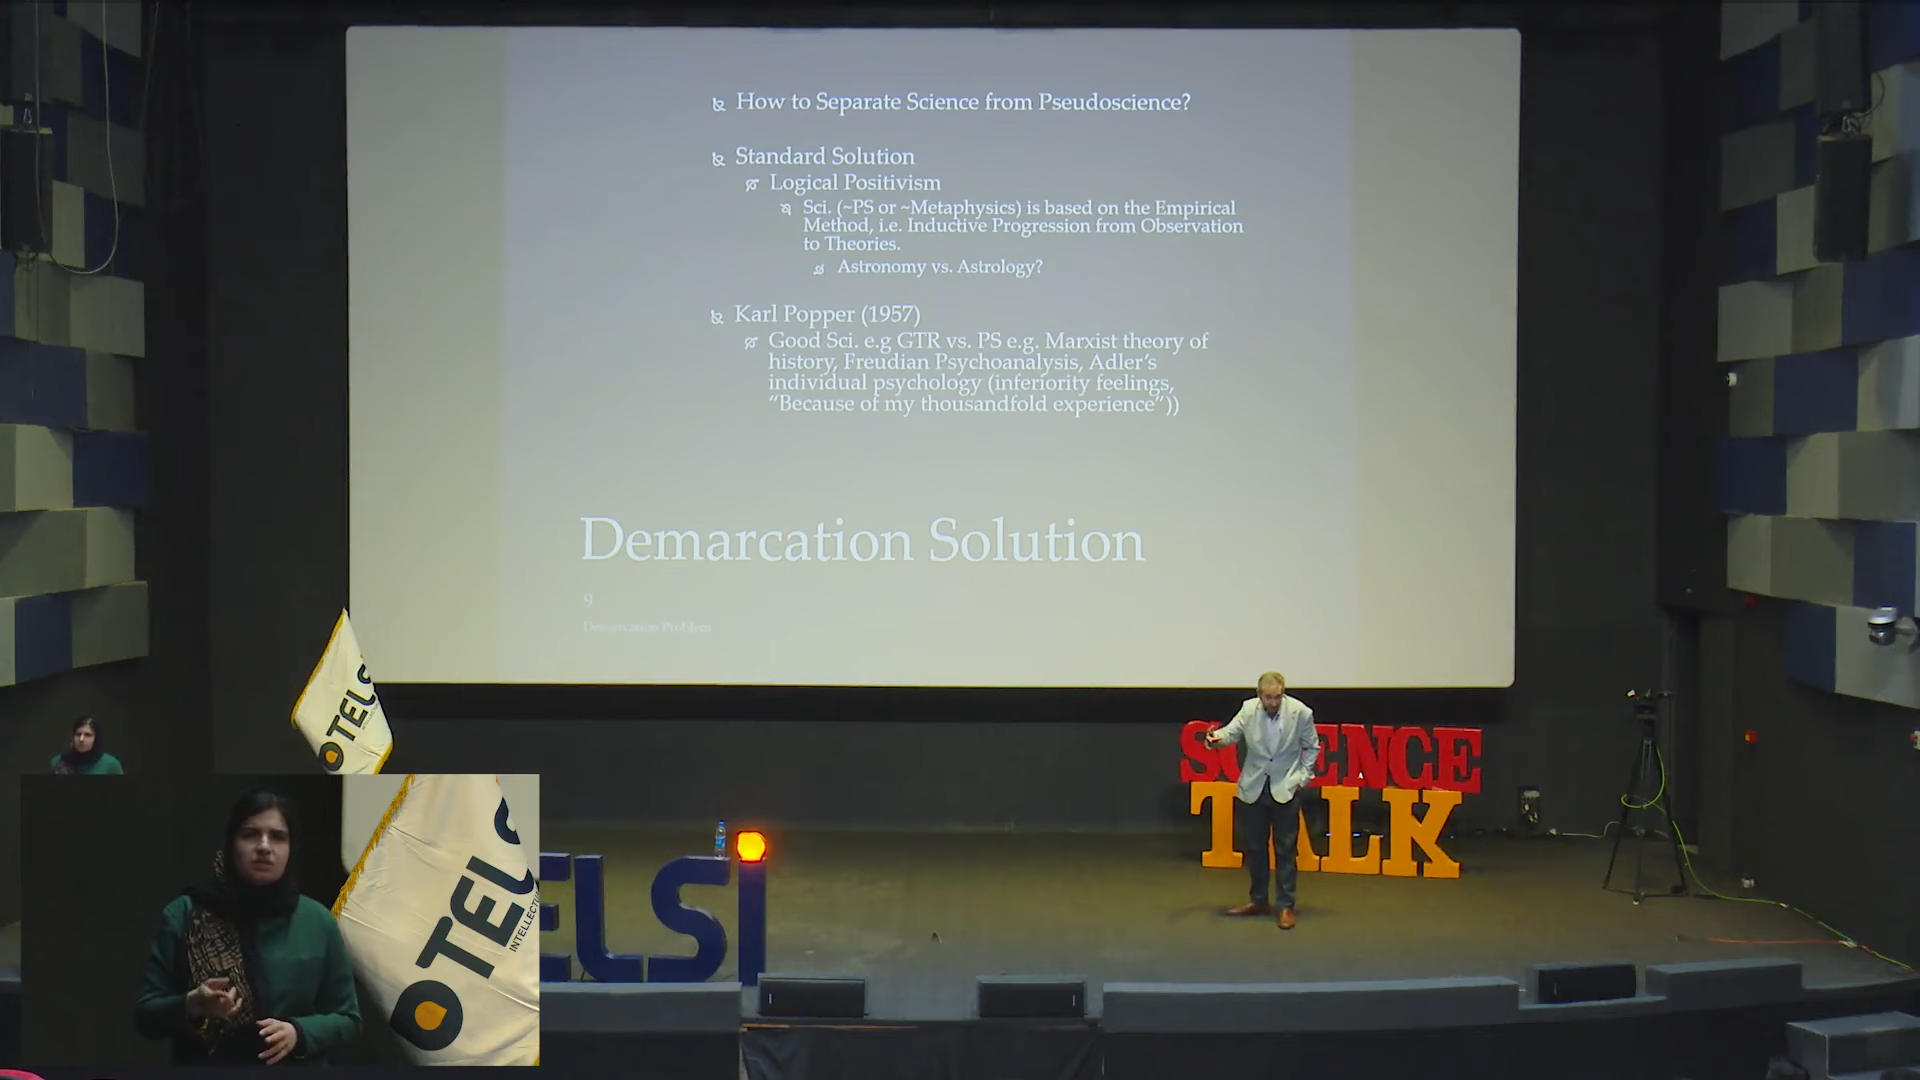 How to Separate Science from Pseudoscience?
Standard Solution
Logical Positivism
Sci. (~PS or ~Metaphysics) is based on the Empirical
Method, i.e. Inductive Progression from Observation
to Theories.
Astronomy vs. Astrology?
Karl Popper (1957)
Good Sci. e.g GTR vs. PS e.g. Marxist theory of
history, Freudian Psychoanalysis, Adler's
individual psychology (inferiority feelings,
“Because of my thousandfold experience”))
Demarcation Solution
9
Demarcation Problem
OTELS
SCIENCE
TALK
ELSI
OTELS